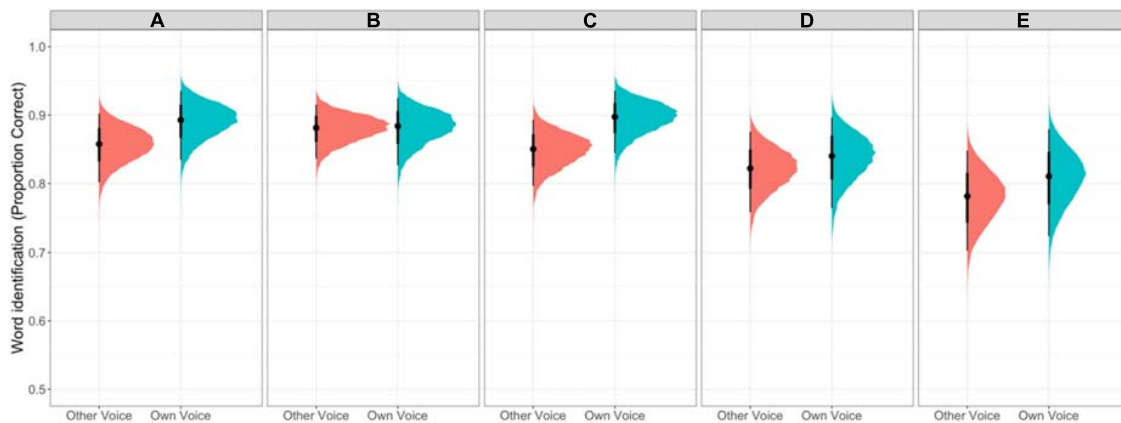 A B C D E
Word identification (Proportion Correct)
1.0
0.9
0.8
0.7
0.6
0.5
Other Voice Own Voice Other Voice Own Voice Other Voice Own Voice Other Voice Own Voice Other Voice Own Voice